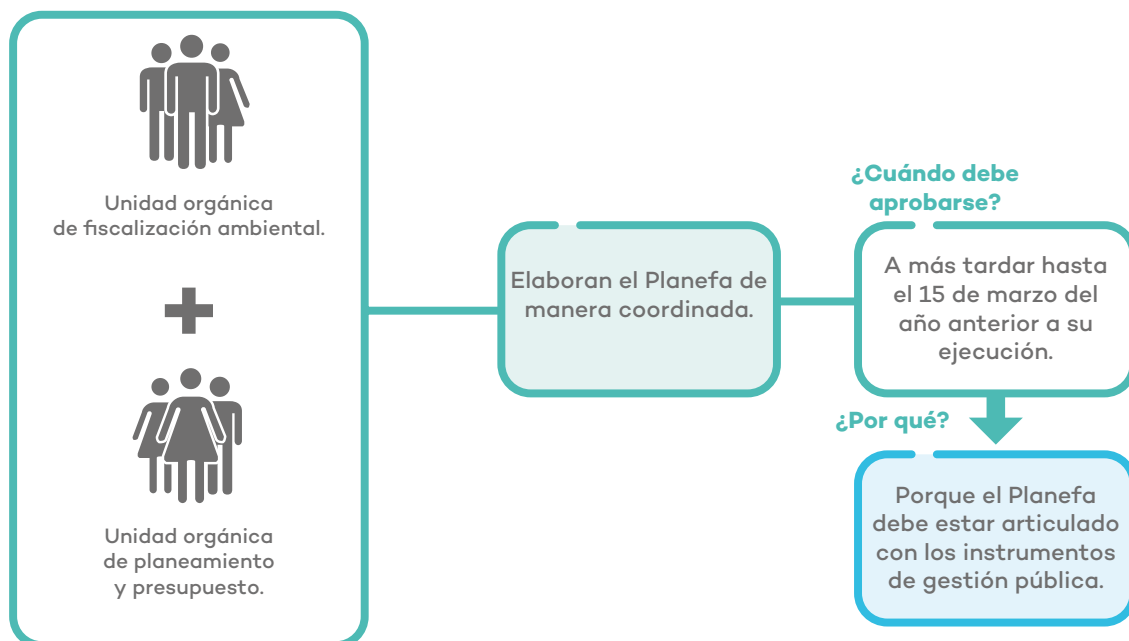 Unidad orgánica
de fiscalización ambiental.
Unidad orgánica
de planeamiento
y presupuesto.
Elaboran el Planefa de
manera coordinada.
¿Cuándo debe
aprobarse?
A más tardar hasta
el 15 de marzo del
año anterior a su
ejecución.
¿Por qué?
Porque el Planefa
debe estar articulado
con los instrumentos
de gestión pública.